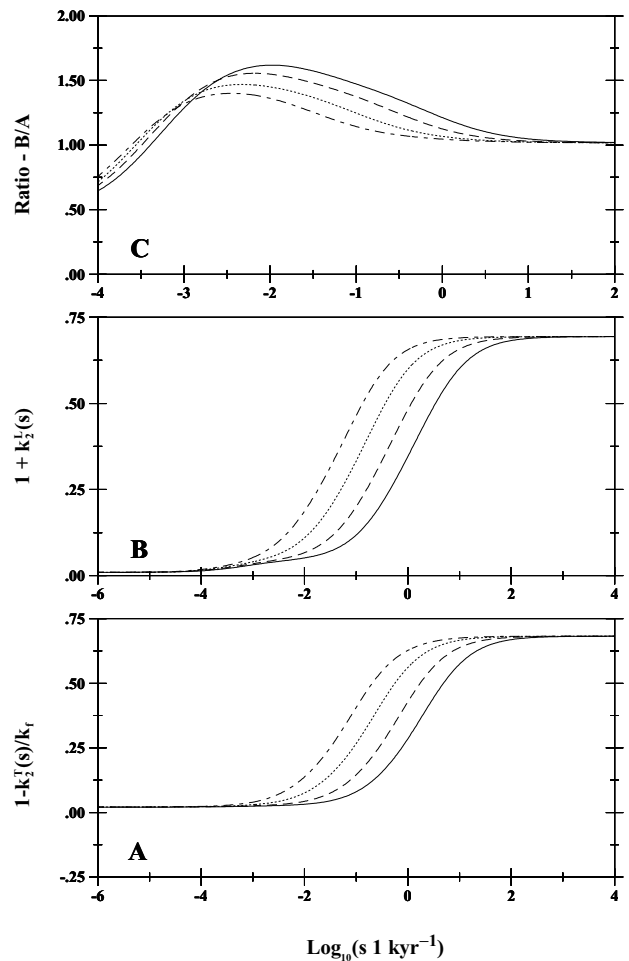 2.00
1.50
1.00
.50
.00
Ratio - B/A
C
-4 -3 -2 -1 0 1 2
.75
.50
.25
.00
1 + k₂ᴸ(s)
B
-6 -4 -2 0 2 4
.75
.50
.25
.00
-.25
1-k₂ᵀ(s)/k_f
A
-6 -4 -2 0 2 4
Log₁₀(s 1 kyr⁻¹)